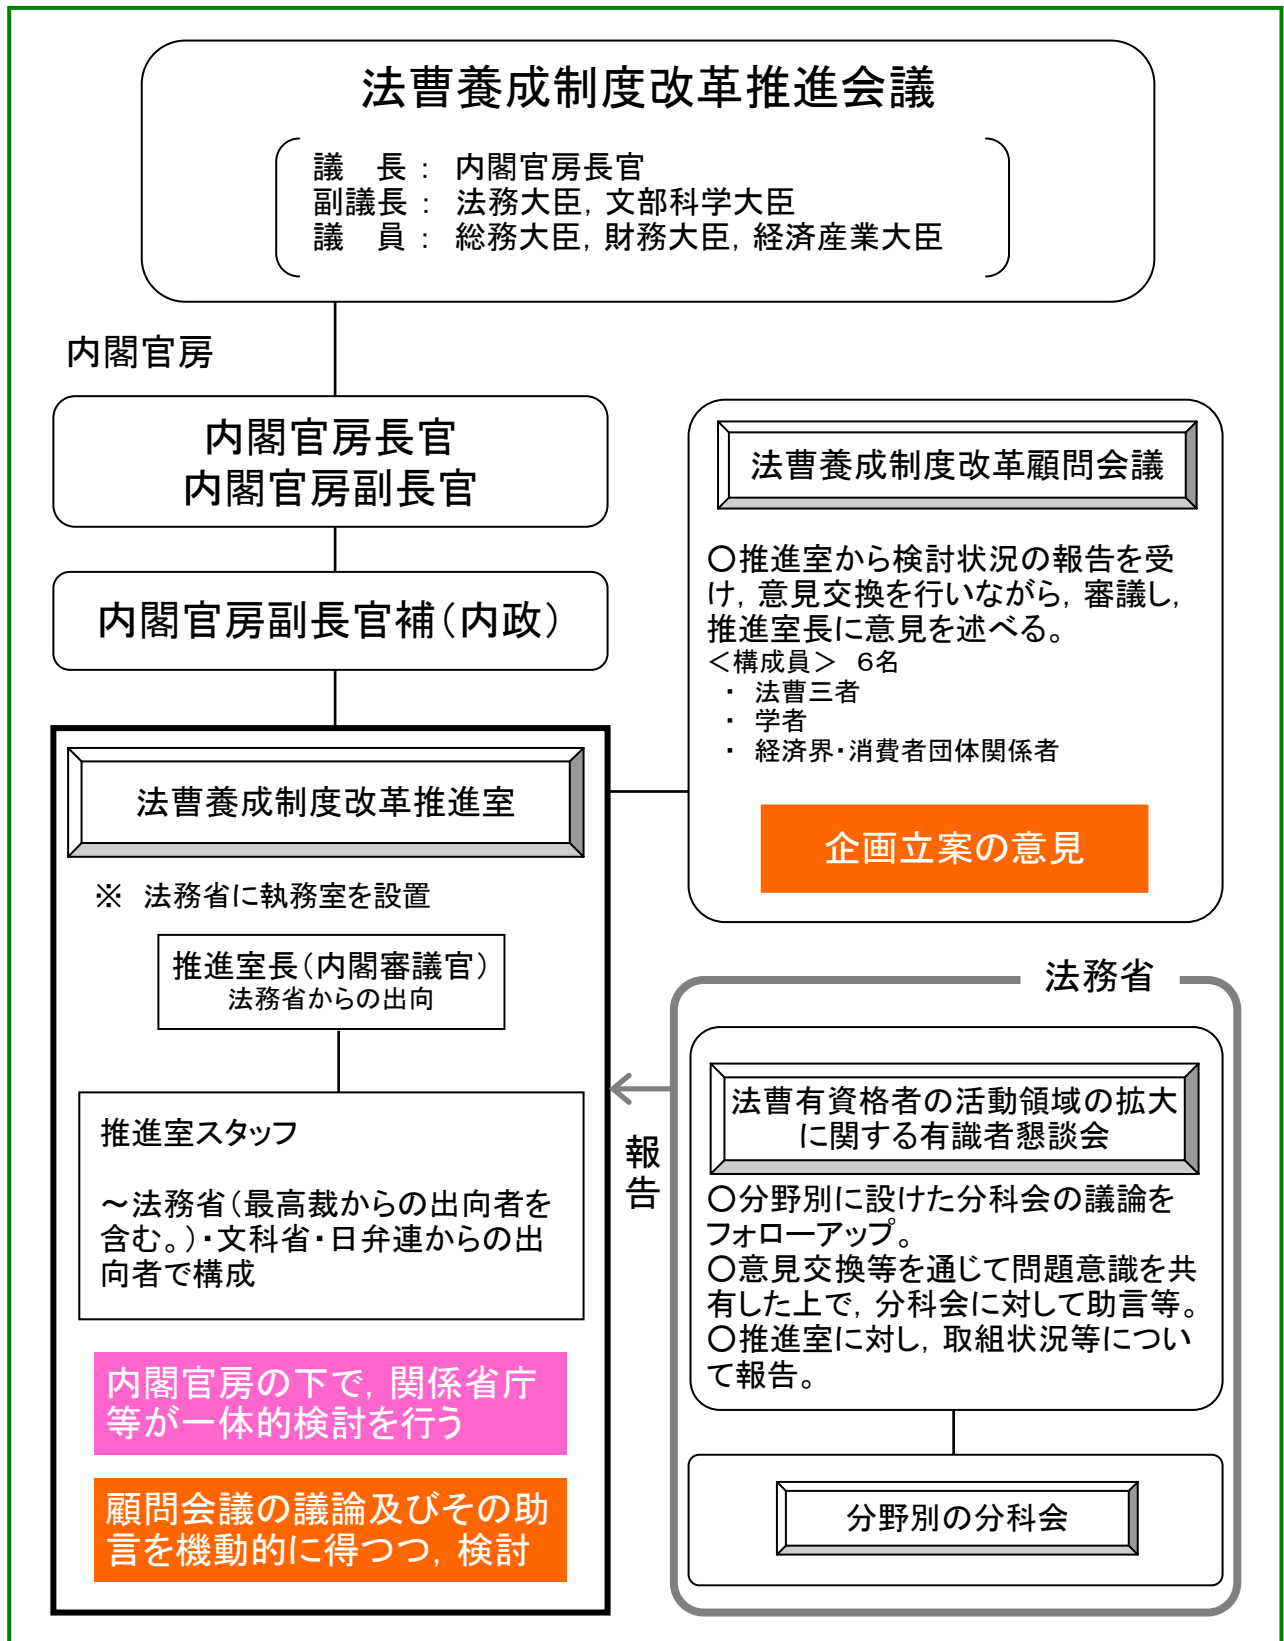 法曹養成制度改革推進会議
議　長：　内閣官房長官
副議長：　法務大臣，文部科学大臣
議　員：　総務大臣，財務大臣，経済産業大臣
内閣官房
内閣官房長官
内閣官房副長官
内閣官房副長官補（内政）
法曹養成制度改革推進室
※　法務省に執務室を設置
推進室長（内閣審議官）
法務省からの出向
推進室スタッフ
～法務省（最高裁からの出向者を
含む。）・文科省・日弁連からの出
向者で構成
内閣官房の下で，関係省庁
等が一体的検討を行う
顧問会議の議論及びその助
言を機動的に得つつ，検討
法曹養成制度改革顧問会議
〇推進室から検討状況の報告を受
け，意見交換を行いながら，審議し，
推進室長に意見を述べる。
＜構成員＞　６名
・　法曹三者
・　学者
・　経済界・消費者団体関係者
企画立案の意見
報告
法務省
法曹有資格者の活動領域の拡大
に関する有識者懇談会
〇分野別に設けた分科会の議論を
フォローアップ。
〇意見交換等を通じて問題意識を共
有した上で，分科会に対して助言等。
〇推進室に対し，取組状況等につい
て報告。
分野別の分科会